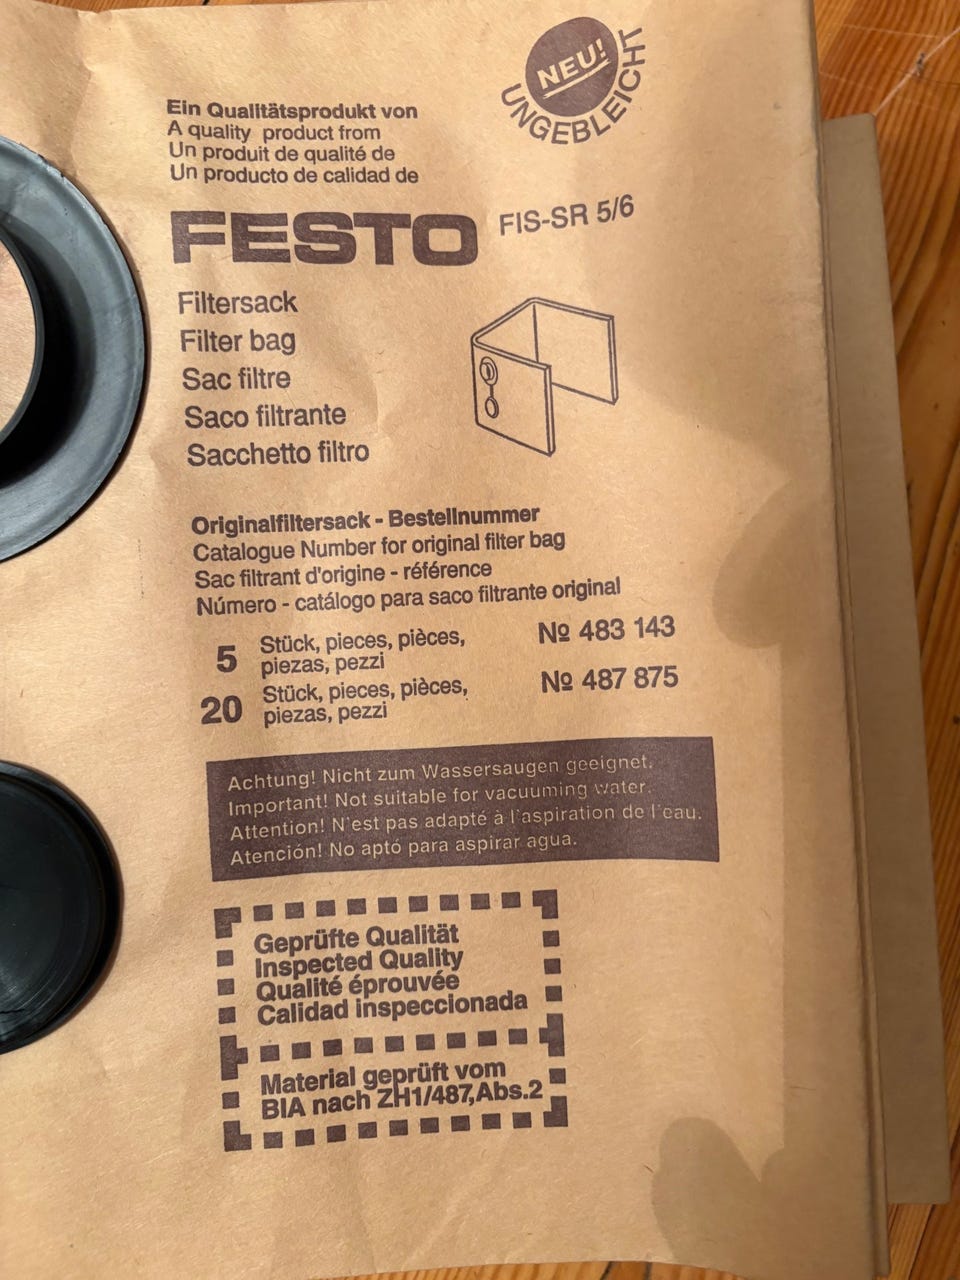 NEU!
UNGEBLEICHT
Ein Qualitätsprodukt von
A quality product from
Un produit de qualité de
Un producto de calidad de
FESTO FIS-SR 5/6
Filtersack
Filter bag
Sac filtre
Saco filtrante
Sacchetto filtro
Originalfiltersack - Bestellnummer
Catalogue Number for original filter bag
Sac filtrant d'origine - référence
Número - catálogo para saco filtrante original
5 Stück, pieces, pièces, piezas, pezzi № 483 143
20 Stück, pieces, pièces, piezas, pezzi № 487 875
Achtung! Nicht zum Wassersaugen geeignet.
Important! Not suitable for vacuuming water.
Attention! N'est pas adapté à l'aspiration de l'eau.
Atención! No aptó para aspirar agua.
Geprüfte Qualität
Inspected Quality
Qualité éprouvée
Calidad inspeccionada
Material geprüft vom
BIA nach ZH1/487,Abs.2